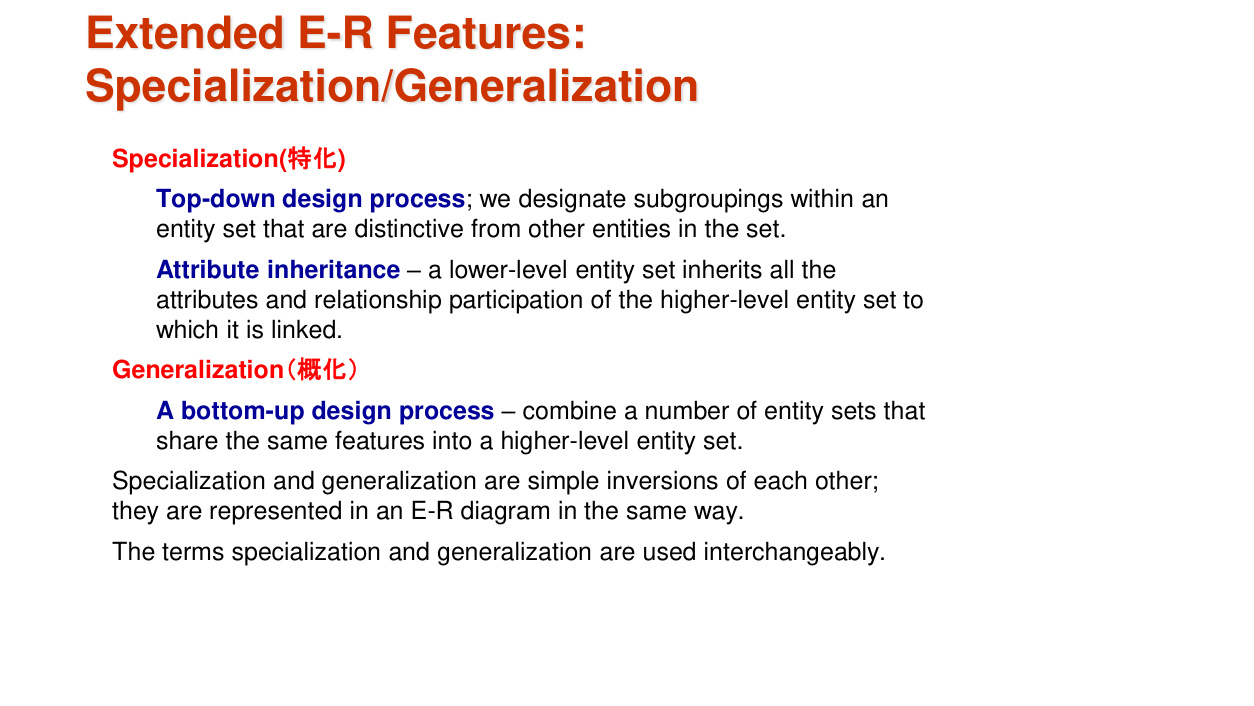 Extended E-R Features:
Specialization/Generalization
Specialization(特化)
Top-down design process; we designate subgroupings within an
entity set that are distinctive from other entities in the set.
Attribute inheritance – a lower-level entity set inherits all the
attributes and relationship participation of the higher-level entity set to
which it is linked.
Generalization（概化）
A bottom-up design process – combine a number of entity sets that
share the same features into a higher-level entity set.
Specialization and generalization are simple inversions of each other;
they are represented in an E-R diagram in the same way.
The terms specialization and generalization are used interchangeably.